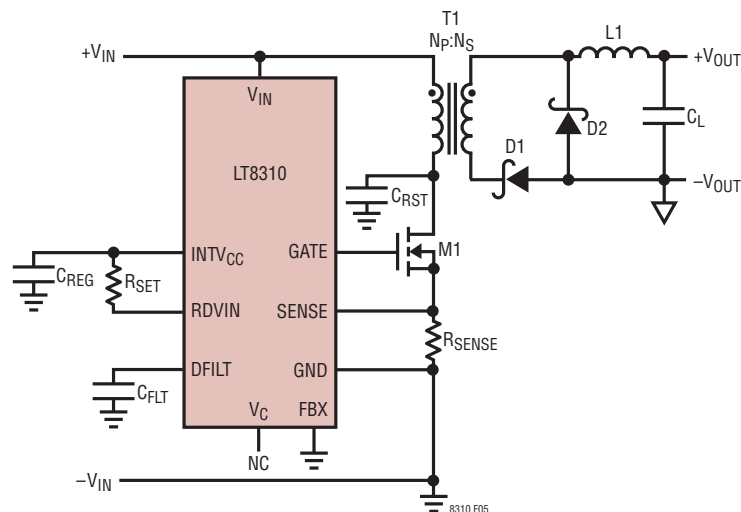 T1
NP:NS
L1
+VIN
+VOUT
VIN
CL
D2
LT8310
D1
CRST
−VOUT
INTVCC
GATE
M1
CREG
RSET
RDVIN
SENSE
RSENSE
DFILT
GND
CFLT
VC
FBX
NC
−VIN
8310 F05